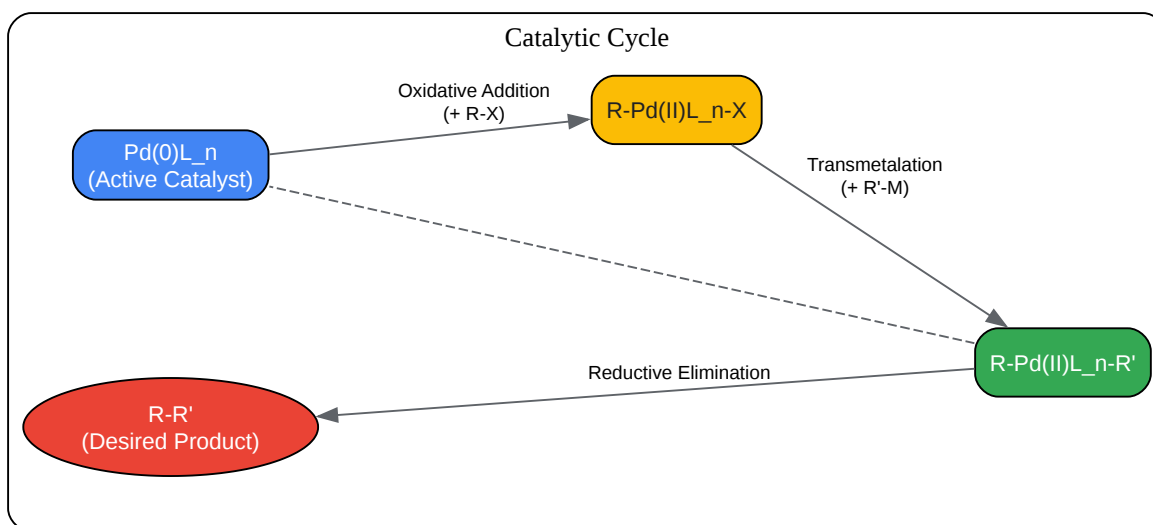 Catalytic Cycle
Oxidative Addition
(+ R-X)
R-Pd(II)L_n-X
Pd(0)L_n
(Active Catalyst)
Transmetalation
(+ R'-M)
R-Pd(II)L_n-R'
Reductive Elimination
R-R'
(Desired Product)